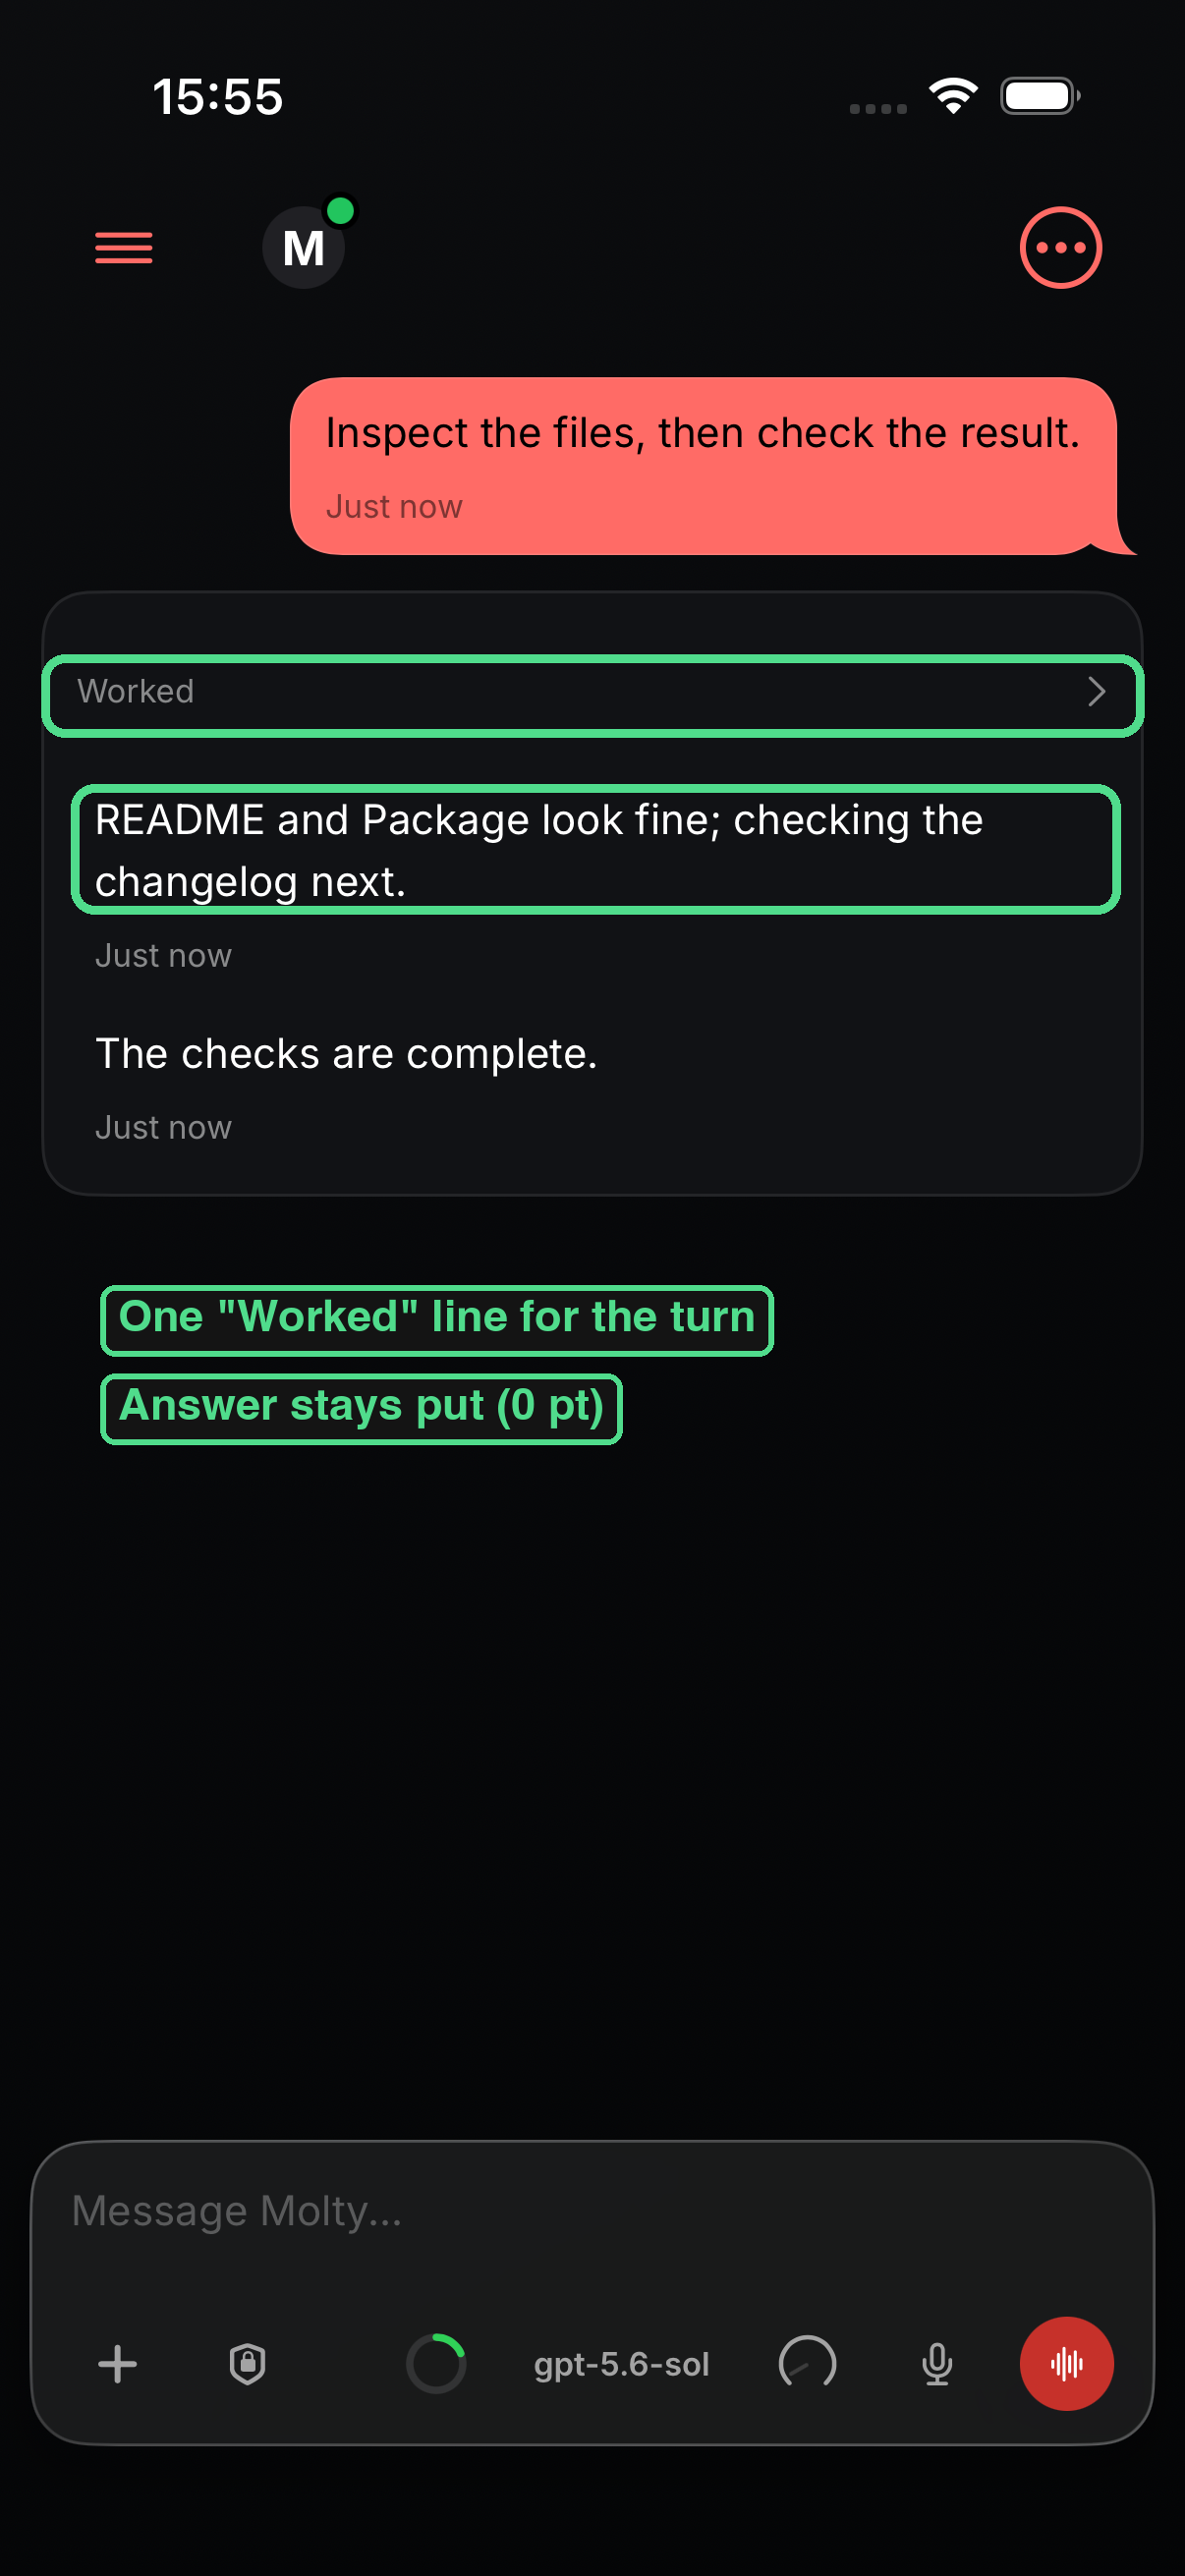 15:55
M
Inspect the files, then check the result.
Just now
Worked
README and Package look fine; checking the
changelog next.
Just now
The checks are complete.
Just now
One "Worked" line for the turn
Answer stays put (0 pt)
Message Molty...
gpt-5.6-sol